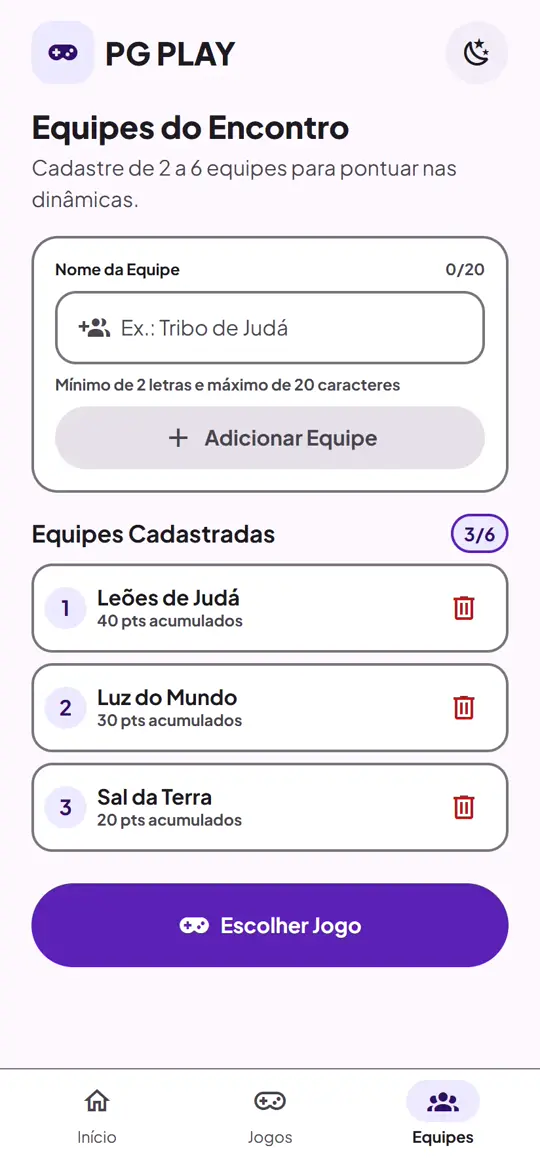 PG PLAY
Equipes do Encontro
Cadastre de 2 a 6 equipes para pontuar nas
dinâmicas.
Nome da Equipe
0/20
Ex.: Tribo de Judá
Mínimo de 2 letras e máximo de 20 caracteres
Adicionar Equipe
Equipes Cadastradas
3/6
1
Leões de Judá
40 pts acumulados
2
Luz do Mundo
30 pts acumulados
3
Sal da Terra
20 pts acumulados
Escolher Jogo
Início
Jogos
Equipes